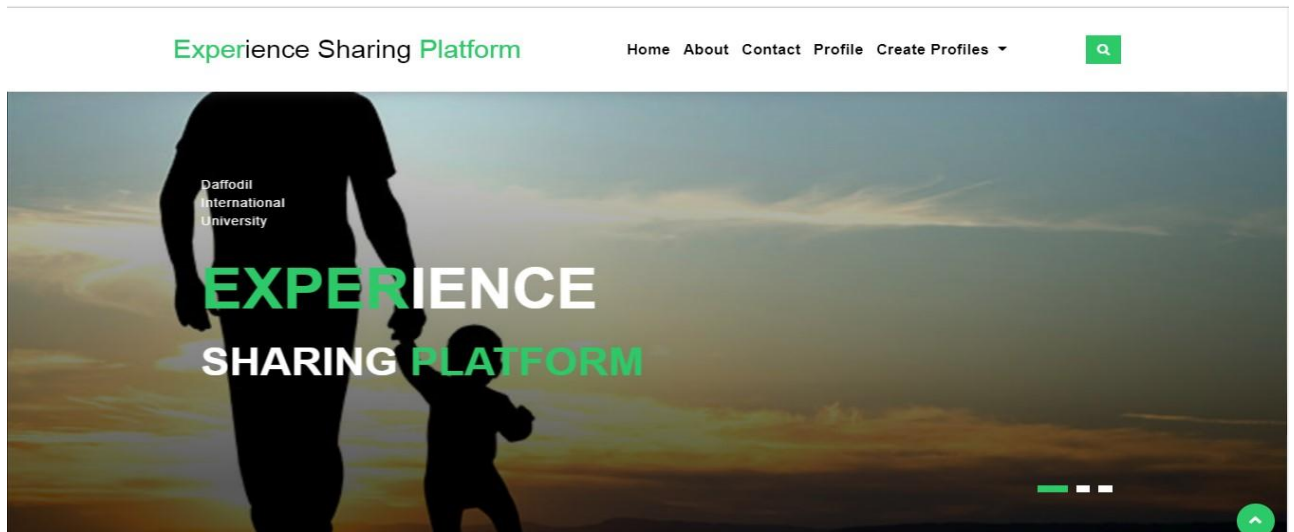 Experience Sharing Platform
Home About Contact Profile Create Profiles
Daffodil
International
University
EXPERIENCE
SHARING PLATFORM